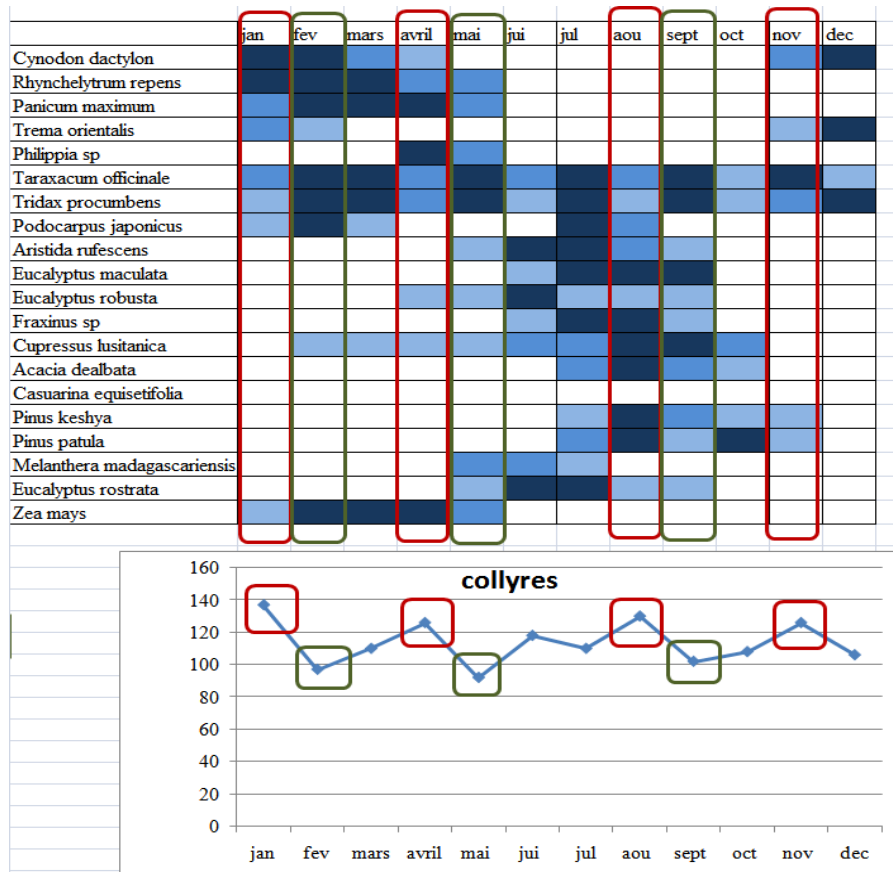 jan fev mars avril mai jui jul aou sept oct nov dec
Cynodon dactylon
Rhynchelytrum repens
Panicum maximum
Trema orientalis
Philippia sp
Taraxacum officinale
Tridax procumbens
Podocarpus japonicus
Aristida rufescens
Eucalyptus maculata
Eucalyptus robusta
Fraxinus sp
Cupressus lusitanica
Acacia dealbata
Casuarina equisetifolia
Pinus keshya
Pinus patula
Melanthera madagascariensis
Eucalyptus rostrata
Zea mays
collyres
160
140
120
100
80
60
40
20
0
jan fev mars avril mai jui jul aou sept oct nov dec